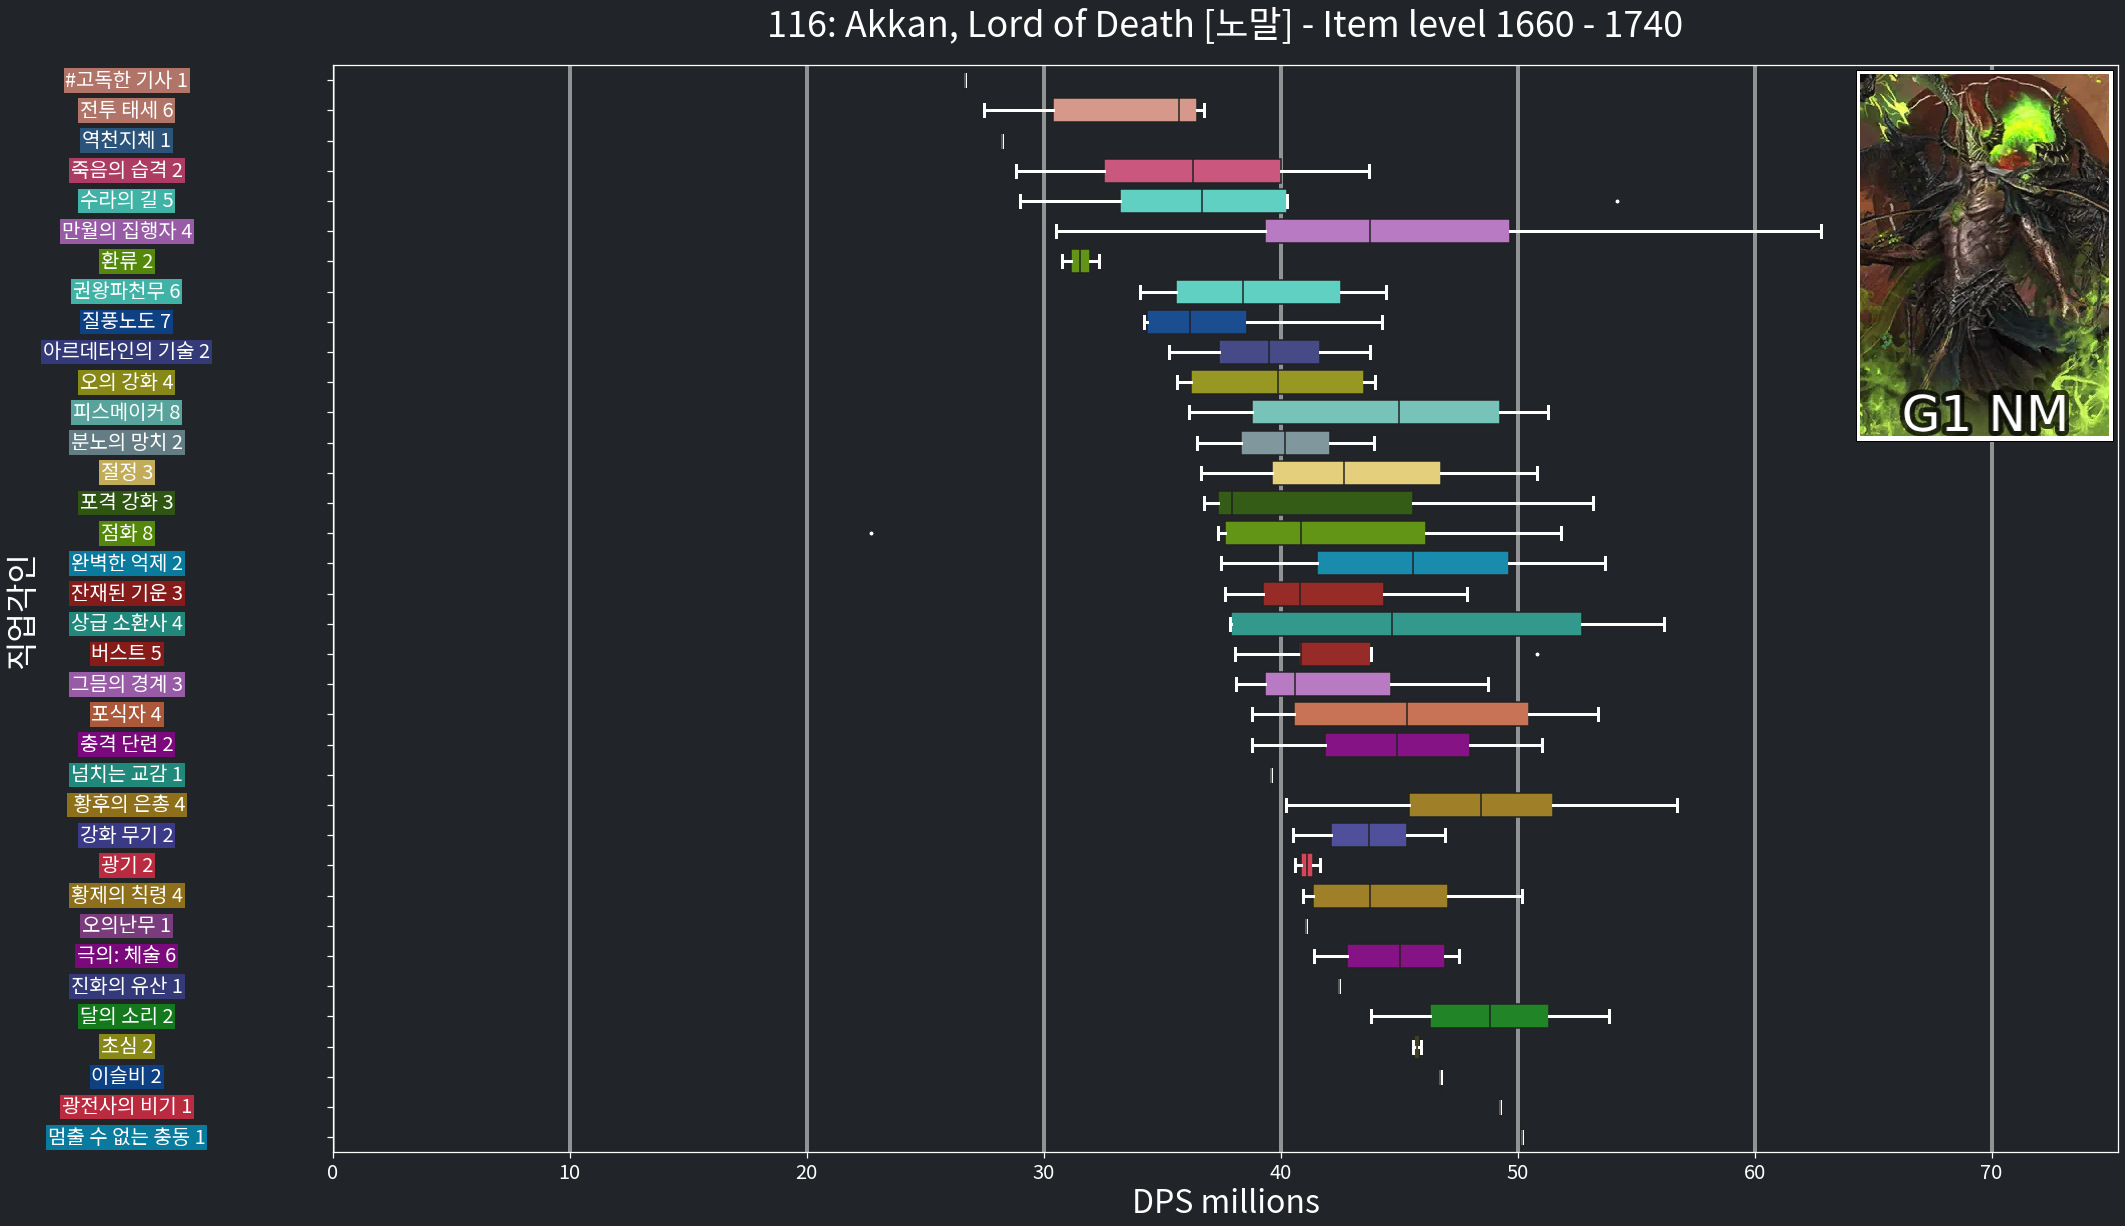 116: Akkan, Lord of Death [노말] - Item level 1660 - 1740
#고독한 기사 1
전투 태세 6
역천지체 1
죽음의 습격 2
수라의 길 5
만월의 집행자 4
환류 2
권왕파천무 6
질풍노도 7
아르데타인의 기술 2
오의 강화 4
피스메이커 8
분노의 망치 2
절정 3
포격 강화 3
점화 8
완벽한 억제 2
잔재된 기운 3
상급 소환사 4
버스트 5
그믐의 경계 3
포식자 4
충격 단련 2
넘치는 교감 1
황후의 은총 4
강화 무기 2
광기 2
황제의 칙령 4
오의난무 1
극의: 체술 6
진화의 유산 1
달의 소리 2
초심 2
이슬비 2
광전사의 비기 1
멈출 수 없는 충동 1
직업각인
G1 NM
0 10 20 30 40 50 60 70
DPS millions